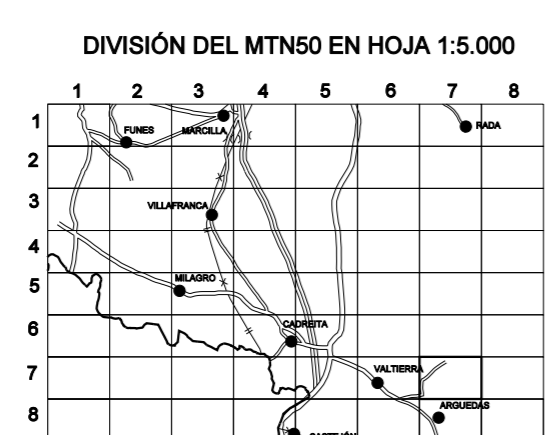 DIVISIÓN DEL MTN50 EN HOJA 1:5.000
1 2 3 4 5 6 7 8
1
FUNES
MARCILLA
RADA
2
3
VILLAFRANCA
4
5
MILAGRO
6
CADREITA
7
VALTIERRA
8
ARGUEDAS